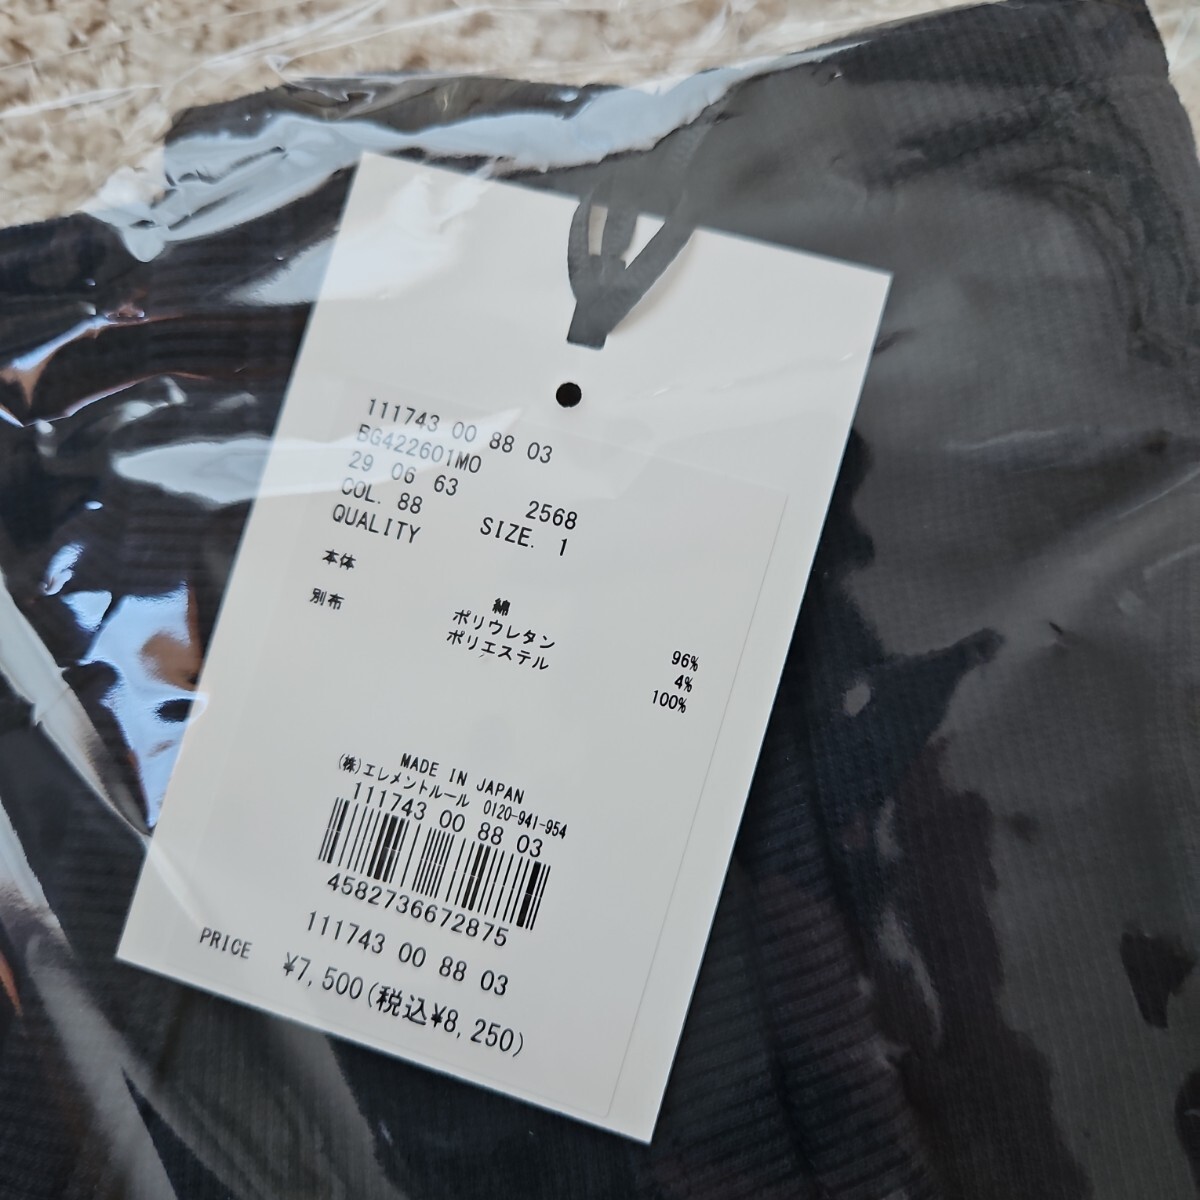 111743 00 88 03
BG422601MO
29 06 63 2568
COL. 88 SIZE. 1
QUALITY
本体 綿 96%
ポリウレタン 4%
別布 ポリエステル 100%
MADE IN JAPAN
(株)エレメントルール 0120-941-954
111743 00 88 03
4582736672875
111743 00 88 03
PRICE ¥7,500(税込¥8,250)